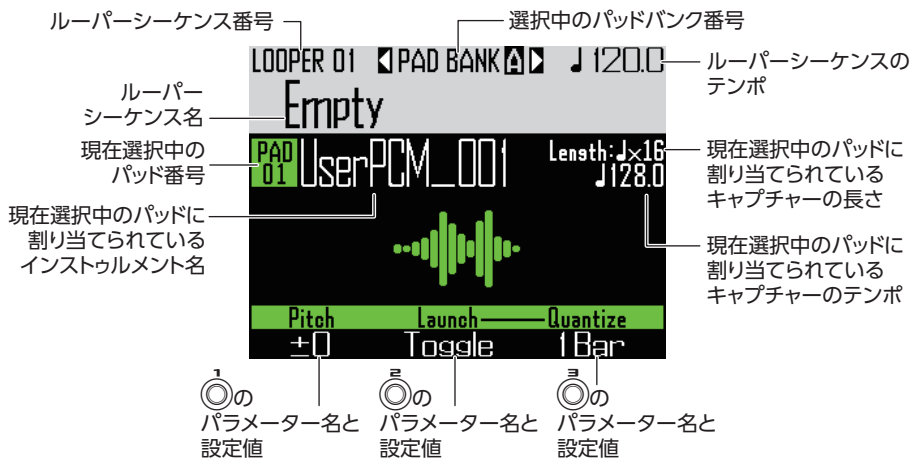 ルーパーシーケンス番号
選択中のパッドバンク番号
LOOPER 01 ◀PAD BANK A▶ ♩120.0
ルーパーシーケンスの
テンポ
ルーパー
シーケンス名
Empty
現在選択中の
パッド番号
PAD
01
UserPCM_001
Length:♩×16
♩128.0
現在選択中のパッドに
割り当てられている
キャプチャーの長さ
現在選択中のパッドに
割り当てられている
インストゥルメント名
現在選択中のパッドに
割り当てられている
キャプチャーのテンポ
Pitch Launch Quantize
±0 Toggle 1Bar
1の
パラメーター名と
設定値
2の
パラメーター名と
設定値
3の
パラメーター名と
設定値